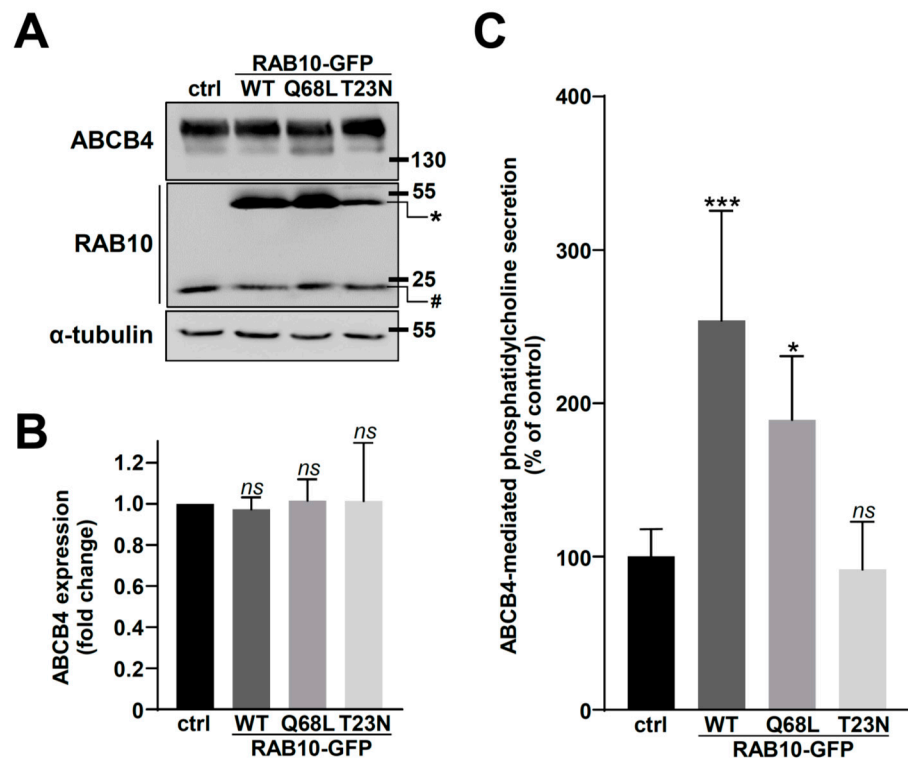 A
RAB10-GFP
ctrl WT Q68L T23N
ABCB4
130
RAB10
55
*
25
#
α-tubulin
55
B
ABCB4 expression
(fold change)
1.2
1.0
0.8
0.6
0.4
0.2
0
ns
ns
ns
ctrl WT Q68L T23N
RAB10-GFP
C
ABCB4-mediated phosphatidylcholine secretion
(% of control)
400
300
200
100
0
***
*
ns
ctrl WT Q68L T23N
RAB10-GFP